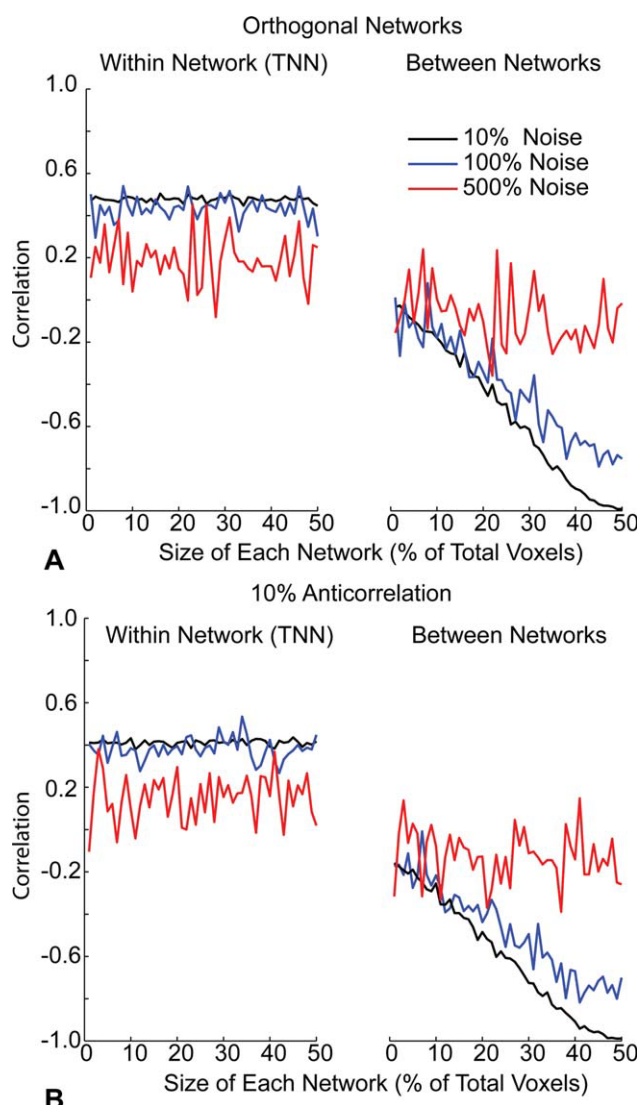 Orthogonal Networks
Within Network (TNN)
Between Networks
1.0
0.6
0.2
-0.2
-0.6
-1.0
Correlation
10% Noise
100% Noise
500% Noise
0 10 20 30 40 50
0 10 20 30 40 50
A
Size of Each Network (% of Total Voxels)
10% Anticorrelation
Within Network (TNN)
Between Networks
1.0
0.6
0.2
-0.2
-0.6
-1.0
Correlation
0 10 20 30 40 50
0 10 20 30 40 50
Size of Each Network (% of Total Voxels)
B